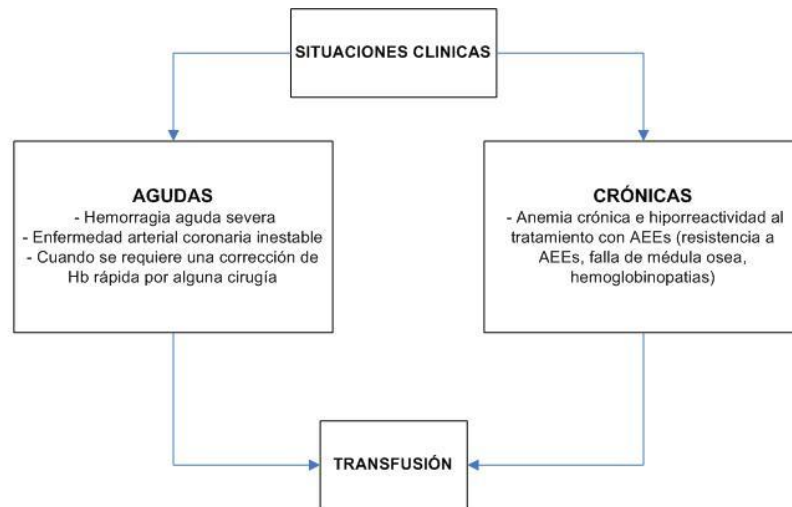 SITUACIONES CLINICAS
AGUDAS
- Hemorragia aguda severa
- Enfermedad arterial coronaria inestable
- Cuando se requiere una corrección de
Hb rápida por alguna cirugía
CRÓNICAS
- Anemia crónica e hiporreactividad al
tratamiento con AEEs (resistencia a
AEEs, falla de médula osea,
hemoglobinopatias)
TRANSFUSIÓN